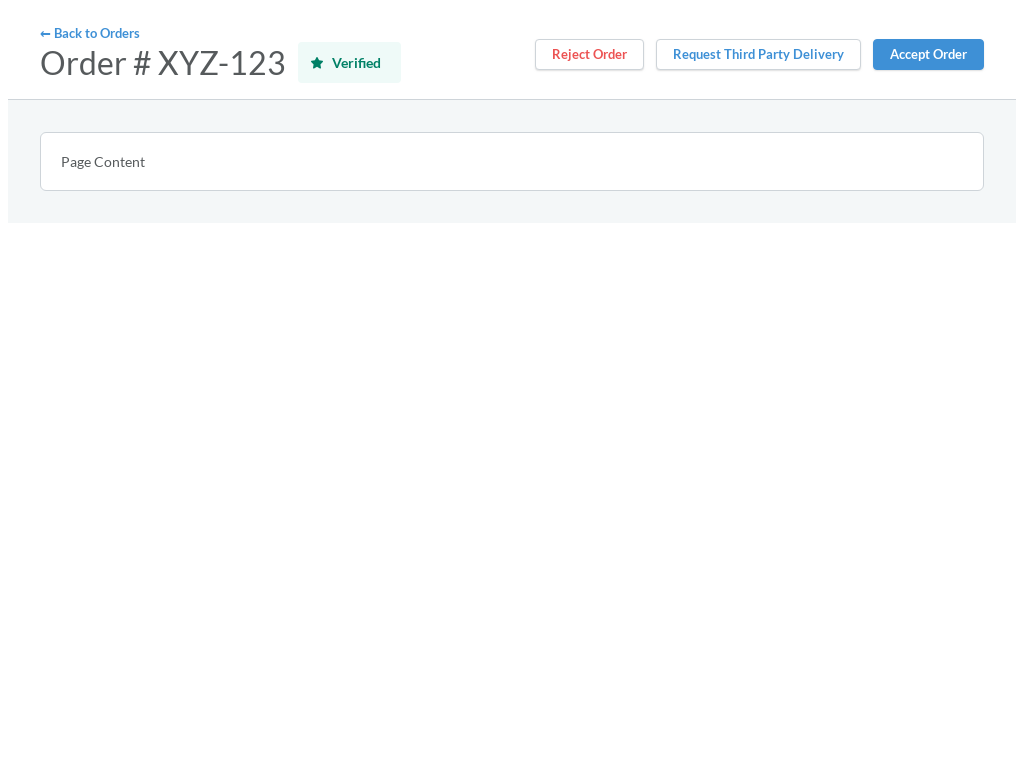 ← Back to Orders
Order # XYZ-123
Verified
Reject Order
Request Third Party Delivery
Accept Order
Page Content